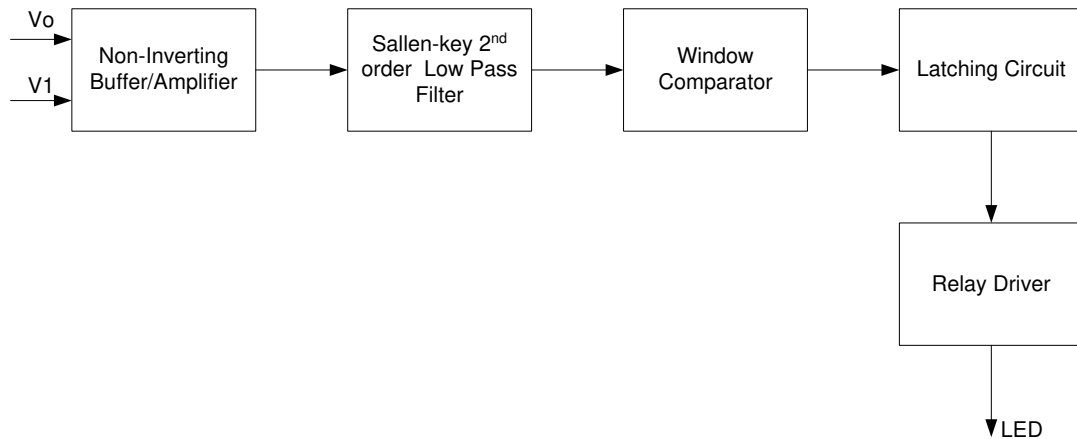 Vo
V1
Non-Inverting
Buffer/Amplifier
Sallen-key 2nd
order Low Pass
Filter
Window
Comparator
Latching Circuit
Relay Driver
LED